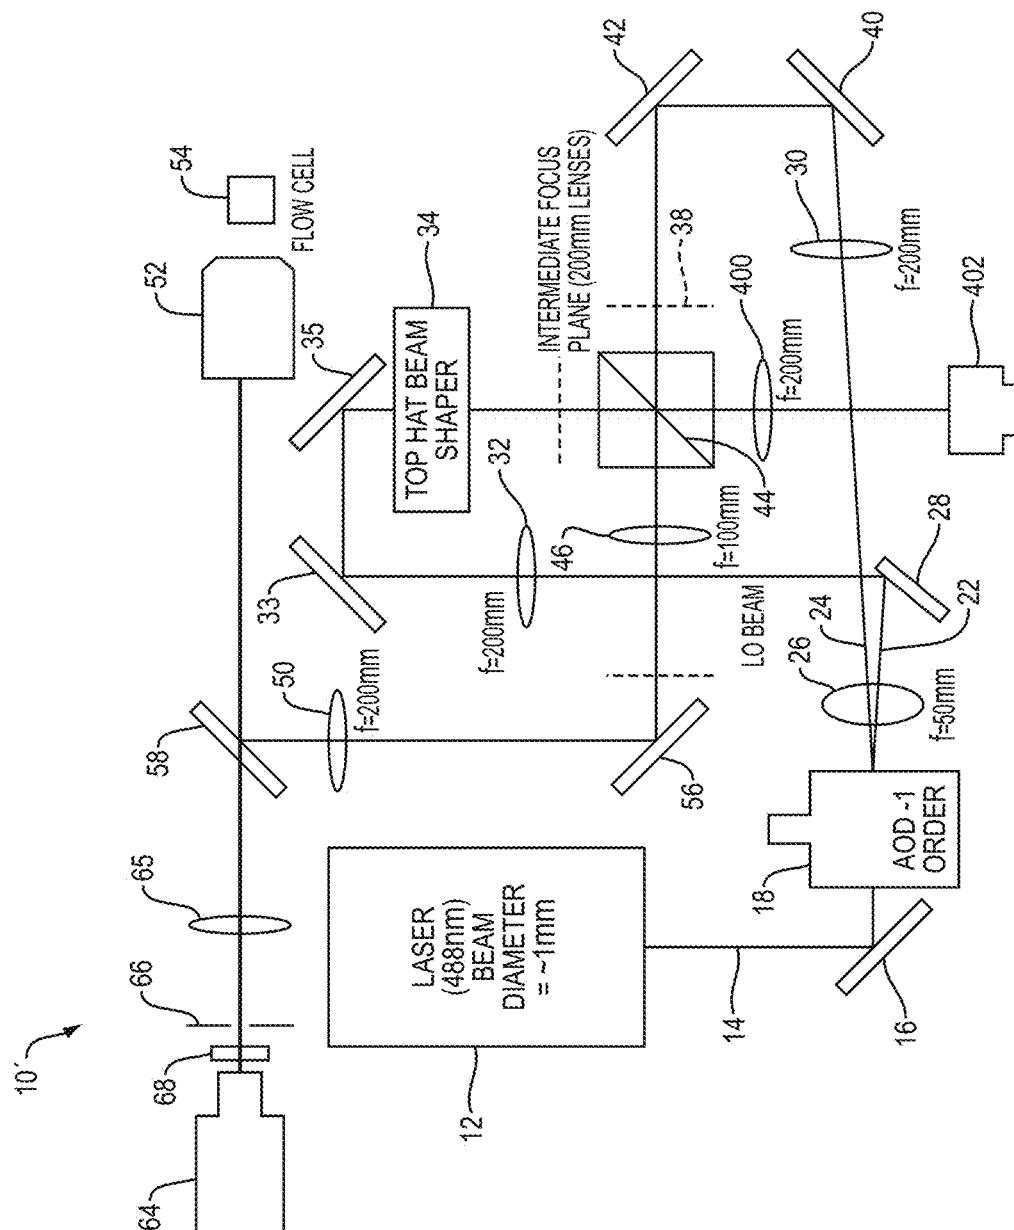 10´
64
68
66
65
58
52
54
FLOW CELL
50
f=200mm
33
35
TOP HAT BEAM
SHAPER
34
32
f=200mm
INTERMEDIATE FOCUS
PLANE (200mm LENSES)
42
40
38
30
f=200mm
400
f=200mm
402
44
46
f=100mm
LO BEAM
56
28
24
22
26
f=50mm
AOD -1
ORDER
18
LASER
(488nm)
BEAM
DIAMETER
= ~1mm
12
14
16